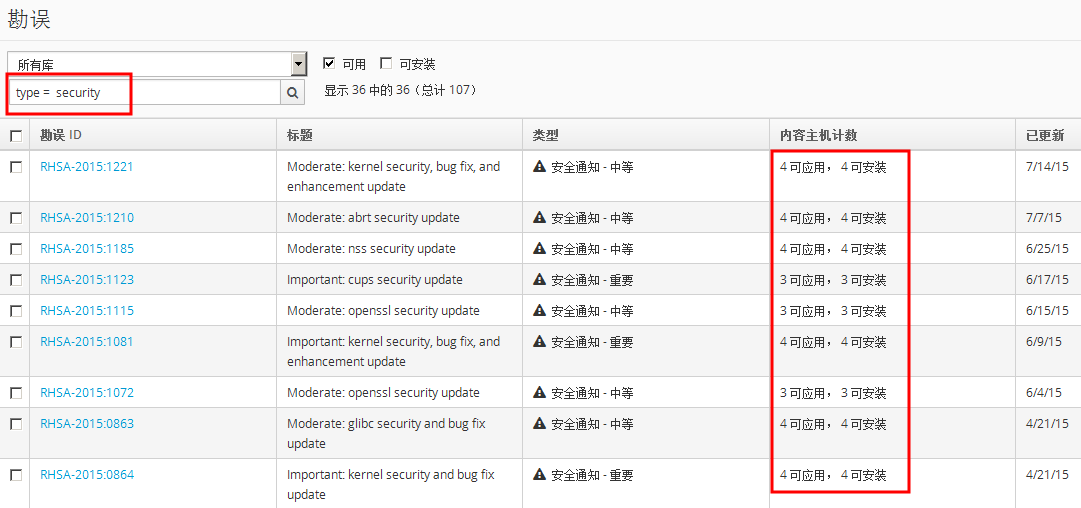 勘误
所有库
可用
可安装
type = security
显示 36 中的 36（总计 107）
勘误 ID 标题 类型 内容主机计数 已更新
RHSA-2015:1221 Moderate: kernel security, bug fix, and 安全通知 - 中等 4 可应用， 4 可安装 7/14/15
enhancement update
RHSA-2015:1210 Moderate: abrt security update 安全通知 - 中等 4 可应用， 4 可安装 7/7/15
RHSA-2015:1185 Moderate: nss security update 安全通知 - 中等 4 可应用， 4 可安装 6/25/15
RHSA-2015:1123 Important: cups security update 安全通知 - 重要 3 可应用， 3 可安装 6/17/15
RHSA-2015:1115 Moderate: openssl security update 安全通知 - 中等 3 可应用， 3 可安装 6/15/15
RHSA-2015:1081 Important: kernel security, bug fix, and 安全通知 - 重要 4 可应用， 4 可安装 6/9/15
enhancement update
RHSA-2015:1072 Moderate: openssl security update 安全通知 - 中等 3 可应用， 3 可安装 6/4/15
RHSA-2015:0863 Moderate: glibc security and bug fix 安全通知 - 中等 4 可应用， 4 可安装 4/21/15
update
RHSA-2015:0864 Important: kernel security and bug fix 安全通知 - 重要 4 可应用， 4 可安装 4/21/15
update